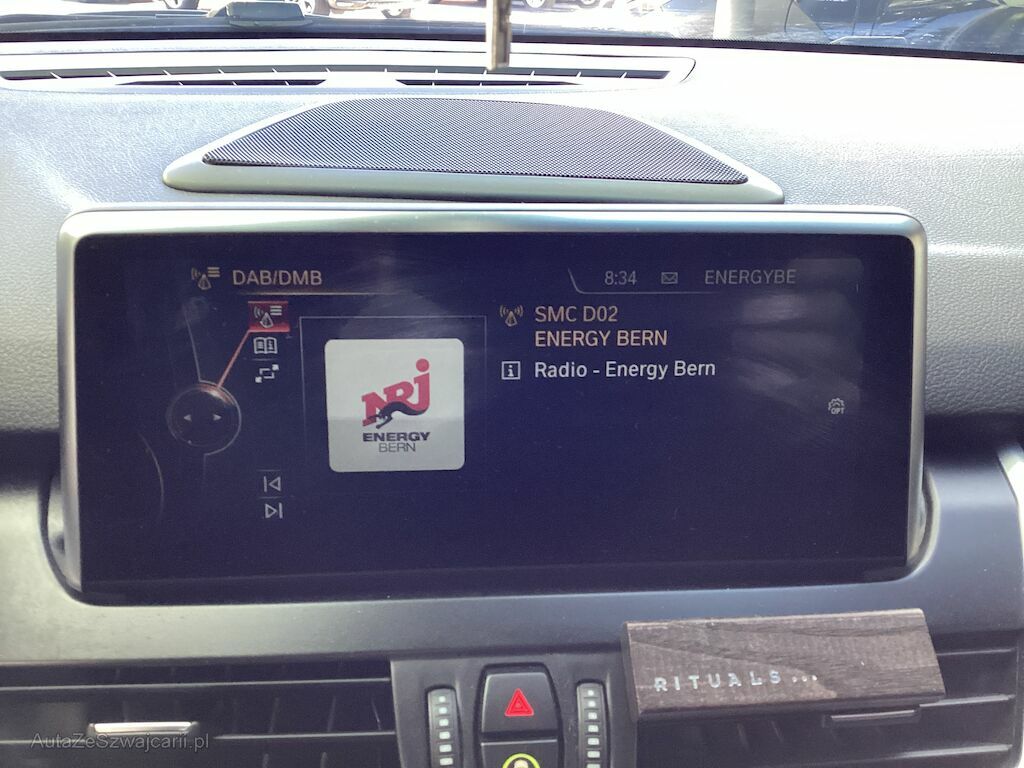 DAB/DMB
8:34
ENERGYBE
SMC D02
ENERGY BERN
Radio - Energy Bern
OPT
NRJ
ENERGY
BERN
RITUALS...
AutaZeSzwajcarii.pl